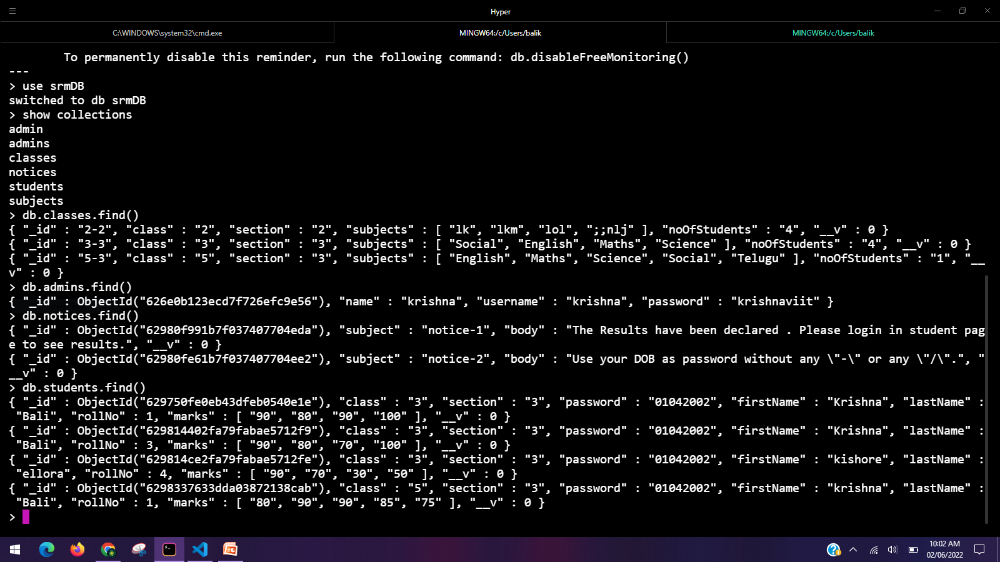 Hyper
C:\WINDOWS\system32\cmd.exe
MINGW64:/c/Users/balik
MINGW64:/c/Users/balik
To permanently disable this reminder, run the following command: db.disableFreeMonitoring()
---
> use srmDB
switched to db srmDB
> show collections
admin
admins
classes
notices
students
subjects
> db.classes.find()
{ "_id" : "2-2", "class" : "2", "section" : "2", "subjects" : [ "lk", "lkm", "lol", ";;nlj" ], "noOfStudents" : "4", "__v" : 0 }
{ "_id" : "3-3", "class" : "3", "section" : "3", "subjects" : [ "Social", "English", "Maths", "Science" ], "noOfStudents" : "4", "__v" : 0 }
{ "_id" : "5-3", "class" : "5", "section" : "3", "subjects" : [ "English", "Maths", "Science", "Social", "Telugu" ], "noOfStudents" : "1", "__
v" : 0 }
> db.admins.find()
{ "_id" : ObjectId("626e0b123ecd7f726efc9e56"), "name" : "krishna", "username" : "krishna", "password" : "krishnaviit" }
> db.notices.find()
{ "_id" : ObjectId("62980f991b7f037407704eda"), "subject" : "notice-1", "body" : "The Results have been declared . Please login in student pag
e to see results.", "__v" : 0 }
{ "_id" : ObjectId("62980fe61b7f037407704ee2"), "subject" : "notice-2", "body" : "Use your DOB as password without any \"-\" or any \"/\".", "
__v" : 0 }
> db.students.find()
{ "_id" : ObjectId("629750fe0eb43dfeb0540e1e"), "class" : "3", "section" : "3", "password" : "01042002", "firstName" : "Krishna", "lastName" :
"Bali", "rollNo" : 1, "marks" : [ "90", "80", "90", "100" ], "__v" : 0 }
{ "_id" : ObjectId("629814402fa79fabae5712f9"), "class" : "3", "section" : "3", "password" : "01042002", "firstName" : "Krishna", "lastName" :
"Bali", "rollNo" : 3, "marks" : [ "90", "80", "70", "100" ], "__v" : 0 }
{ "_id" : ObjectId("629814ce2fa79fabae5712fe"), "class" : "3", "section" : "3", "password" : "01042002", "firstName" : "kishore", "lastName" :
"ellora", "rollNo" : 4, "marks" : [ "90", "70", "30", "50" ], "__v" : 0 }
{ "_id" : ObjectId("6298337633dda03872138cab"), "class" : "5", "section" : "3", "password" : "01042002", "firstName" : "krishna", "lastName" :
"Bali", "rollNo" : 1, "marks" : [ "80", "90", "90", "85", "75" ], "__v" : 0 }
>
10:02 AM
02/06/2022